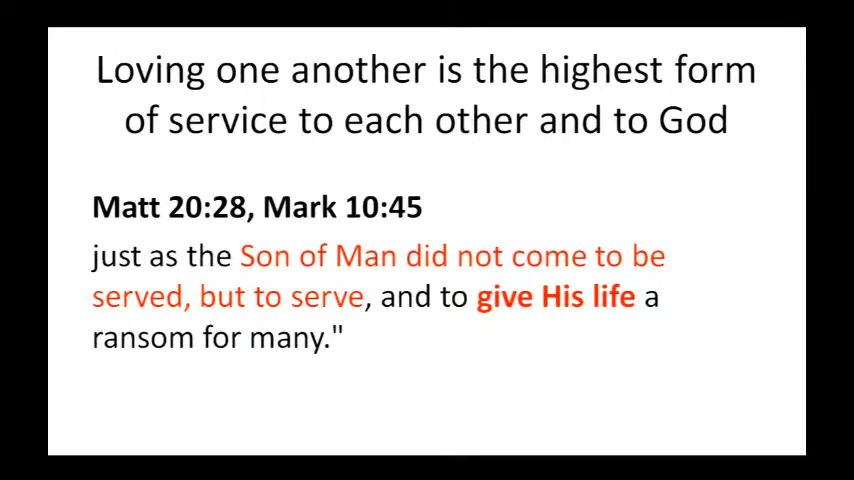 Loving one another is the highest form
of service to each other and to God
Matt 20:28, Mark 10:45
just as the Son of Man did not come to be
served, but to serve, and to give His life a
ransom for many."